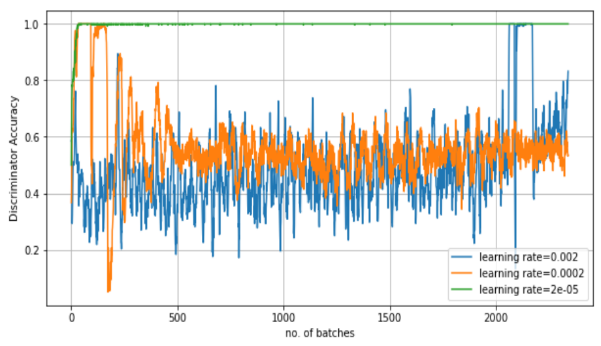 1.0
0.8
0.6
0.4
0.2
Discriminator Accuracy
0
500
1000
1500
2000
no. of batches
learning rate=0.002
learning rate=0.0002
learning rate=2e-05